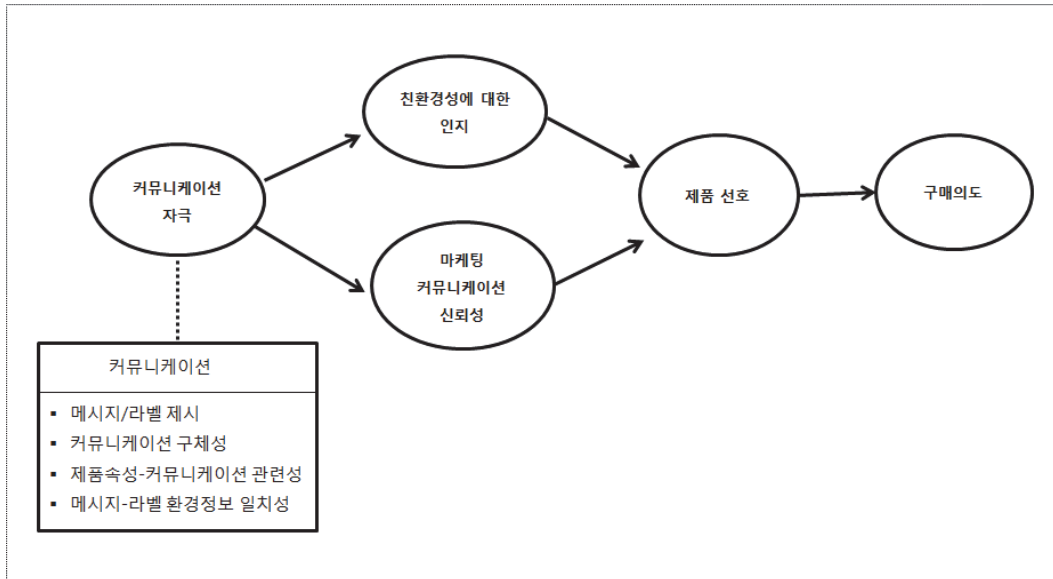 친환경성에 대한
인지
커뮤니케이션
자극
제품 선호
구매의도
마케팅
커뮤니케이션
신뢰성
커뮤니케이션
▪ 메시지/라벨 제시
▪ 커뮤니케이션 구체성
▪ 제품속성-커뮤니케이션 관련성
▪ 메시지-라벨 환경정보 일치성